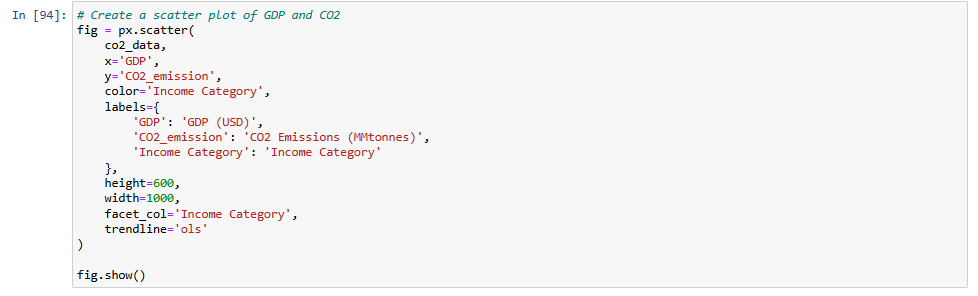 In [94]: # Create a scatter plot of GDP and CO2
fig = px.scatter(
    co2_data,
    x='GDP',
    y='CO2_emission',
    color='Income Category',
    labels={
        'GDP': 'GDP (USD)',
        'CO2_emission': 'CO2 Emissions (MMtonnes)',
        'Income Category': 'Income Category'
    },
    height=600,
    width=1000,
    facet_col='Income Category',
    trendline='ols'
)

fig.show()